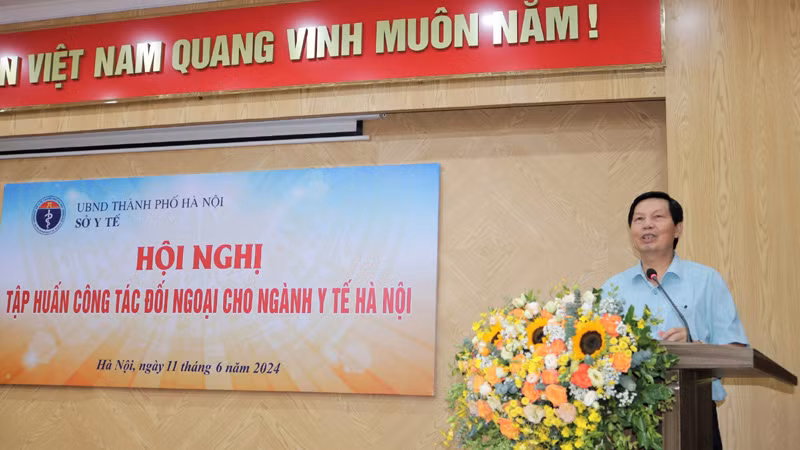 N VIỆT NAM QUANG VINH MUÔN NĂM !
UBND THÀNH PHỐ HÀ NỘI
SỞ Y TẾ
HỘI NGHỊ
TẬP HUẤN CÔNG TÁC ĐỐI NGOẠI CHO NGÀNH Y TẾ HÀ NỘI
Hà Nội, ngày 11 tháng 6 năm 2024